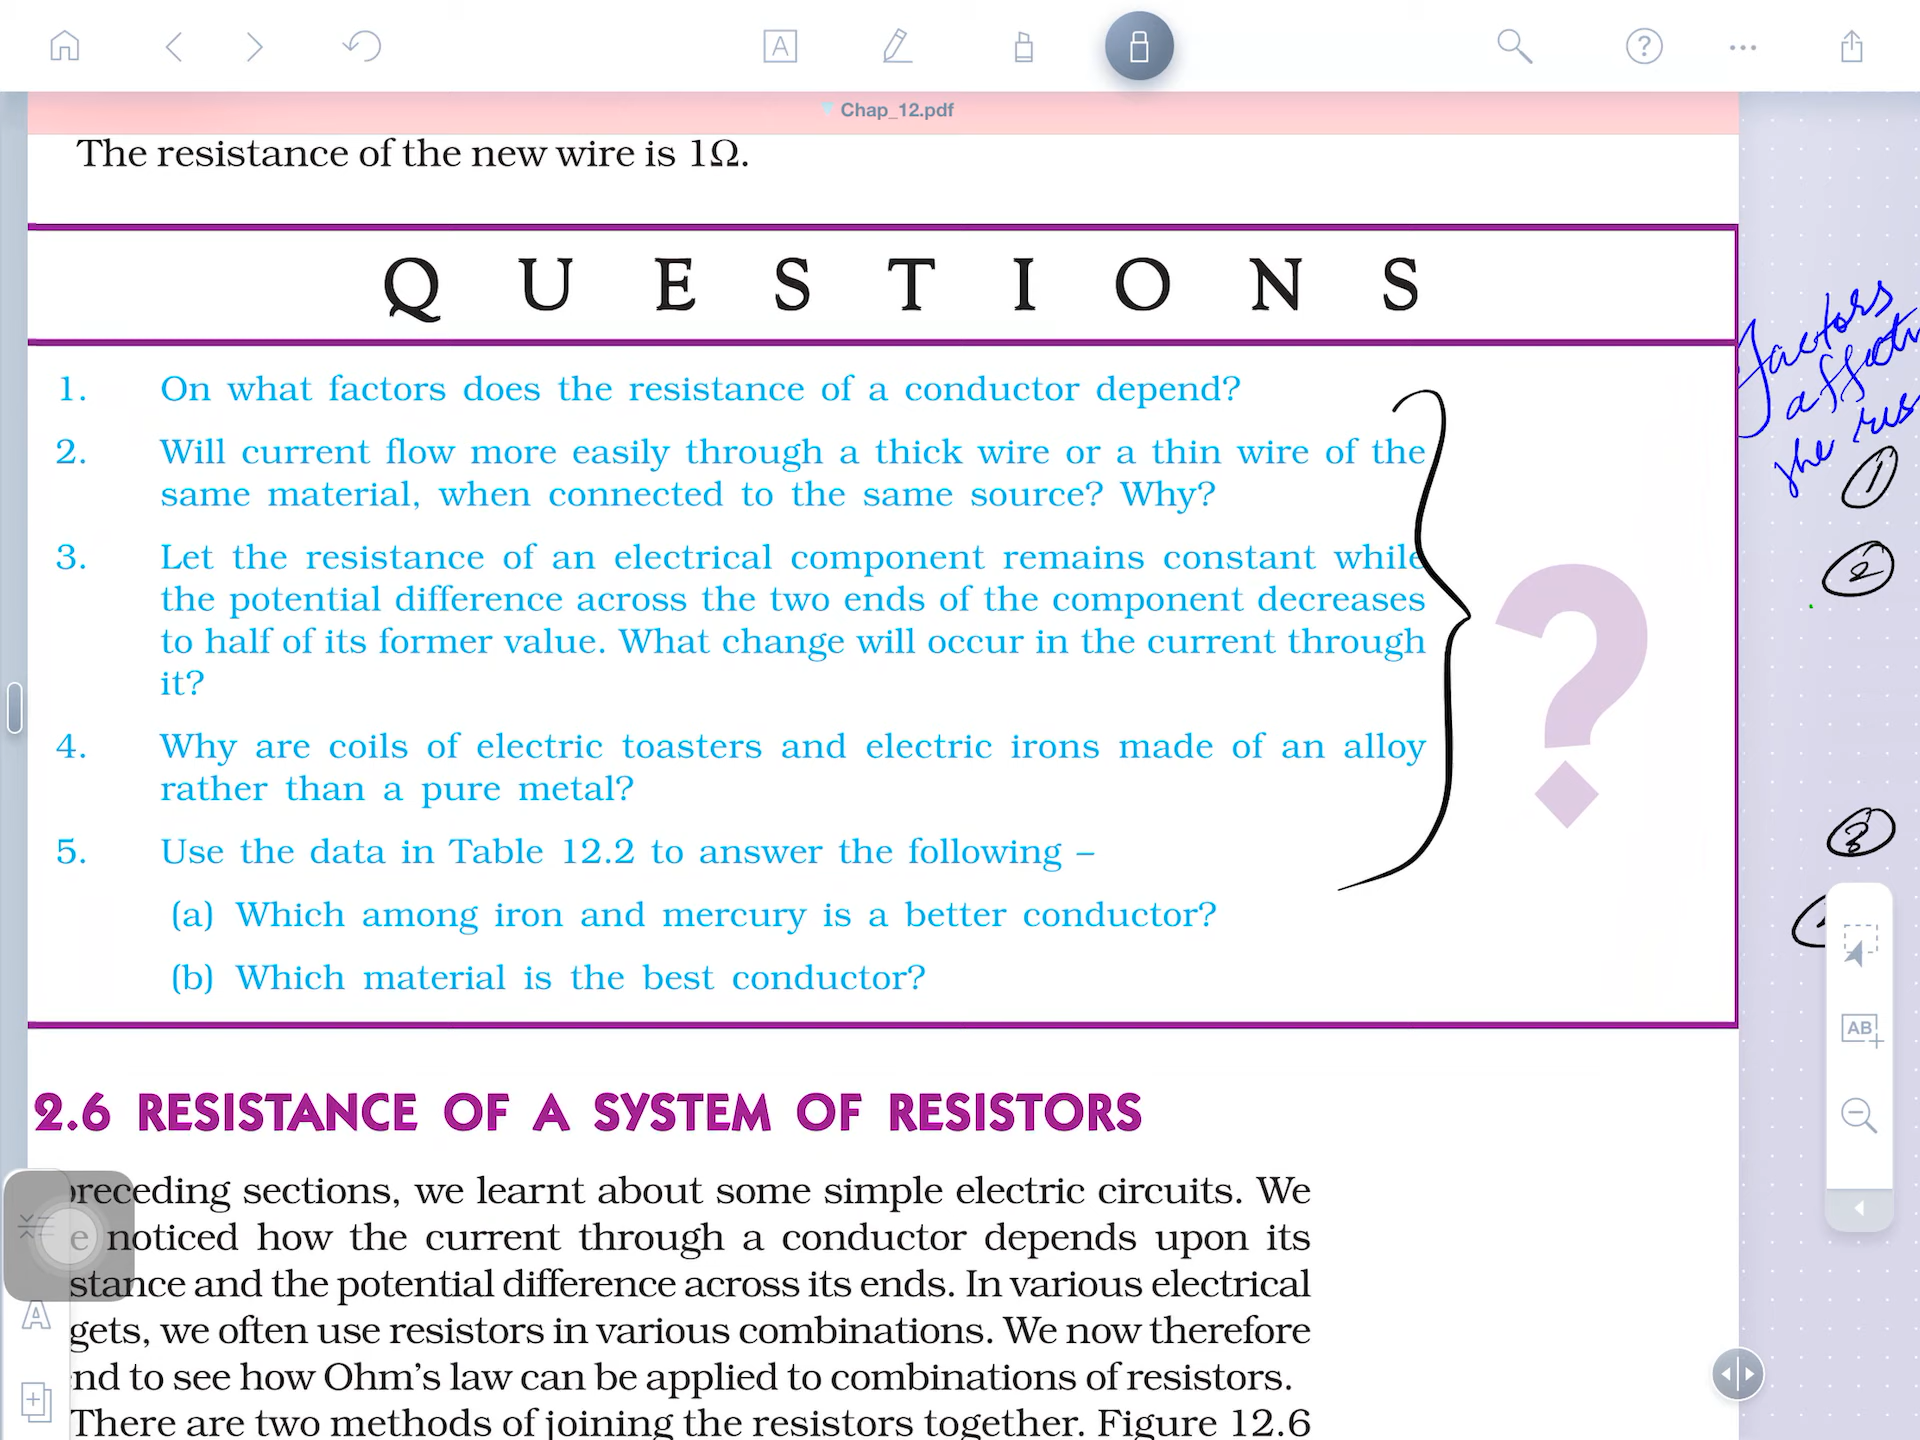 Chap_12.pdf
The resistance of the new wire is 1Ω.
QUESTIONS
1. On what factors does the resistance of a conductor depend?
2. Will current flow more easily through a thick wire or a thin wire of the
same material, when connected to the same source? Why?
3. Let the resistance of an electrical component remains constant while
the potential difference across the two ends of the component decreases
to half of its former value. What change will occur in the current through
it?
4. Why are coils of electric toasters and electric irons made of an alloy
rather than a pure metal?
5. Use the data in Table 12.2 to answer the following –
(a) Which among iron and mercury is a better conductor?
(b) Which material is the best conductor?
?
Factors
the
1
2
3
2.6 RESISTANCE OF A SYSTEM OF RESISTORS
preceding sections, we learnt about some simple electric circuits. We
e noticed how the current through a conductor depends upon its
stance and the potential difference across its ends. In various electrical
gets, we often use resistors in various combinations. We now therefore
nd to see how Ohm's law can be applied to combinations of resistors.
There are two methods of joining the resistors together. Figure 12.6